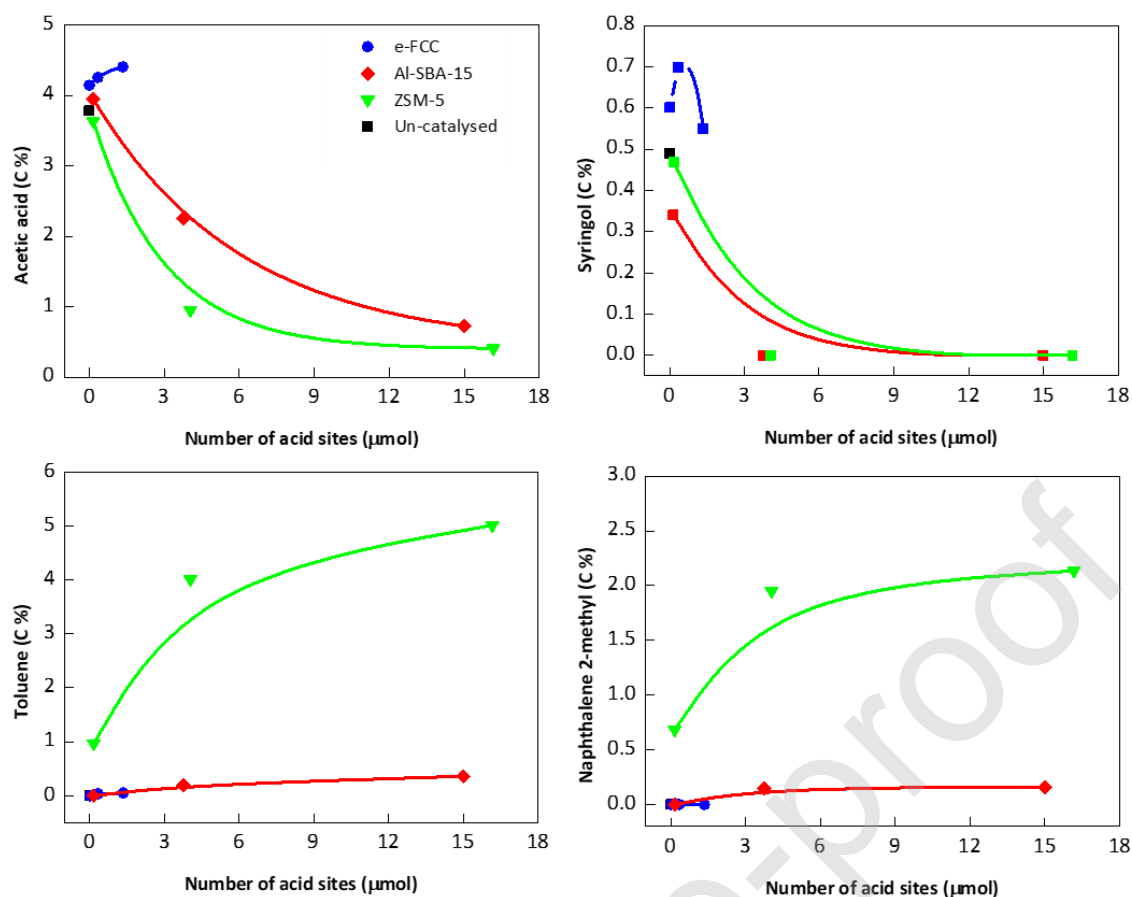 Acetic acid (C %)
5
4
3
2
1
0
e-FCC
Al-SBA-15
ZSM-5
Un-catalysed
0 3 6 9 12 15 18
Number of acid sites (μmol)
Syringol (C %)
0.8
0.7
0.6
0.5
0.4
0.3
0.2
0.1
0.0
0 3 6 9 12 15 18
Number of acid sites (μmol)
Toluene (C %)
6
5
4
3
2
1
0
0 3 6 9 12 15 18
Number of acid sites (μmol)
Naphthalene 2-methyl (C %)
3.0
2.5
2.0
1.5
1.0
0.5
0.0
0 3 6 9 12 15 18
Number of acid sites (μmol)
e-proof